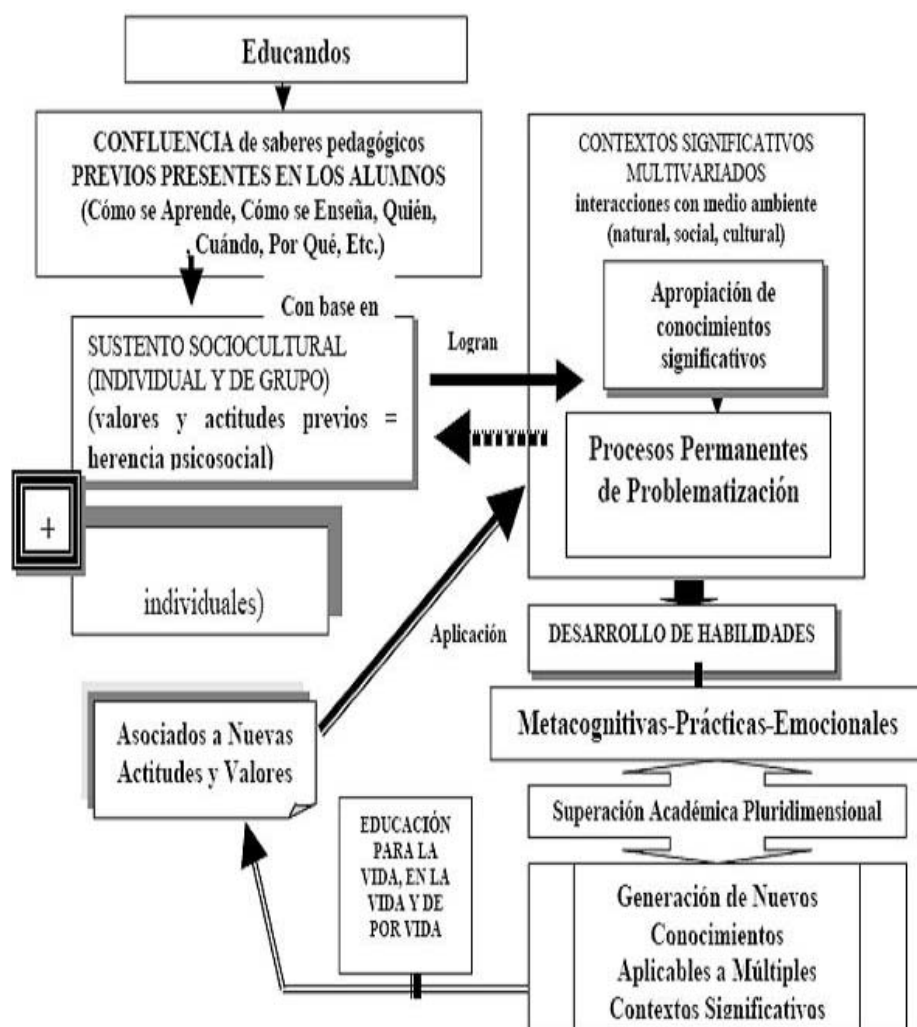 Educandos
CONFLUENCIA de saberes pedagógicos
PREVIOS PRESENTES EN LOS ALUMNOS
(Cómo se Aprende, Cómo se Enseña, Quién,
, Cuándo, Por Qué, Etc.)
Con base en
SUSTENTO SOCIOCULTURAL
(INDIVIDUAL Y DE GRUPO)
(valores y actitudes previos =
herencia psicosocial)
+
individuales)
Logran
CONTEXTOS SIGNIFICATIVOS
MULTIVARIADOS
interacciones con medio ambiente
(natural, social, cultural)
Apropiación de
conocimientos
significativos
Procesos Permanentes
de Problematización
Aplicación
DESARROLLO DE HABILIDADES
Metacognitivas-Prácticas-Emocionales
Superación Académica Pluridimensional
Generación de Nuevos
Conocimientos
Aplicables a Múltiples
Contextos Significativos
EDUCACIÓN
PARA LA
VIDA, EN LA
VIDA Y DE
POR VIDA
Asociados a Nuevas
Actitudes y Valores